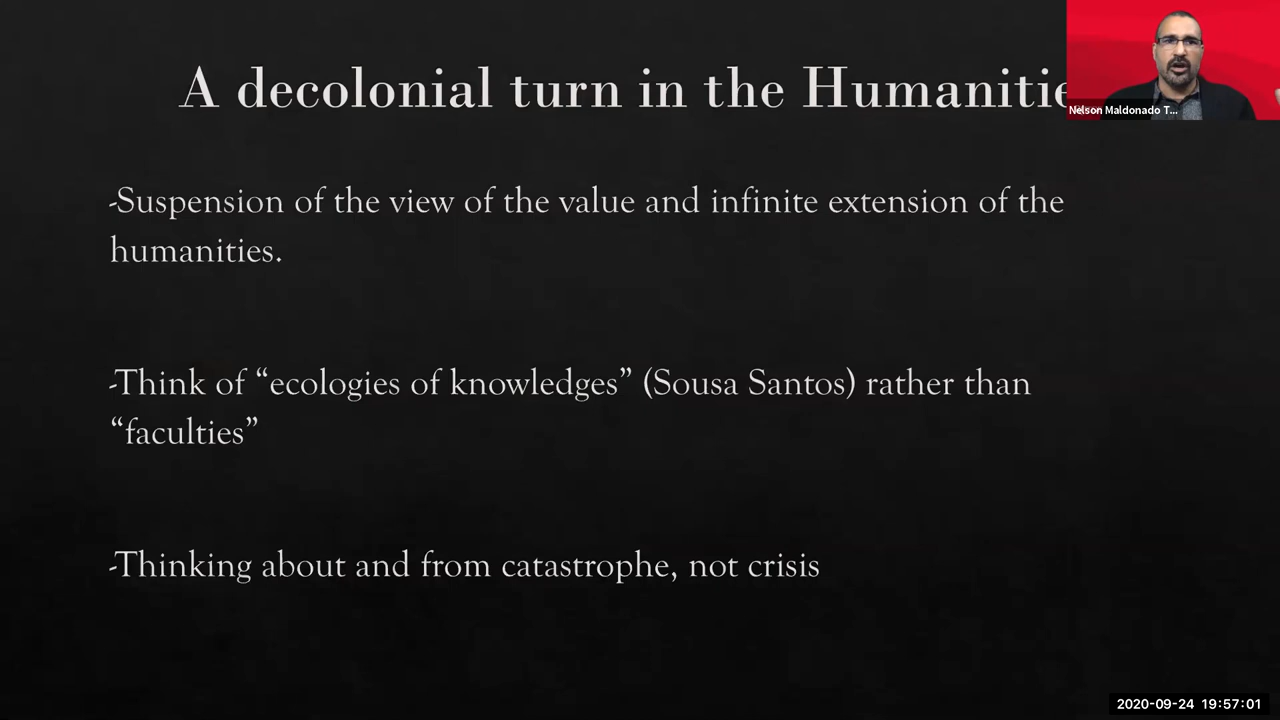 A decolonial turn in the Humanitie
Nelson Maldonado T...
-Suspension of the view of the value and infinite extension of the
humanities.
-Think of “ecologies of knowledges” (Sousa Santos) rather than
“faculties”
-Thinking about and from catastrophe, not crisis
2020-09-24 19:57:01